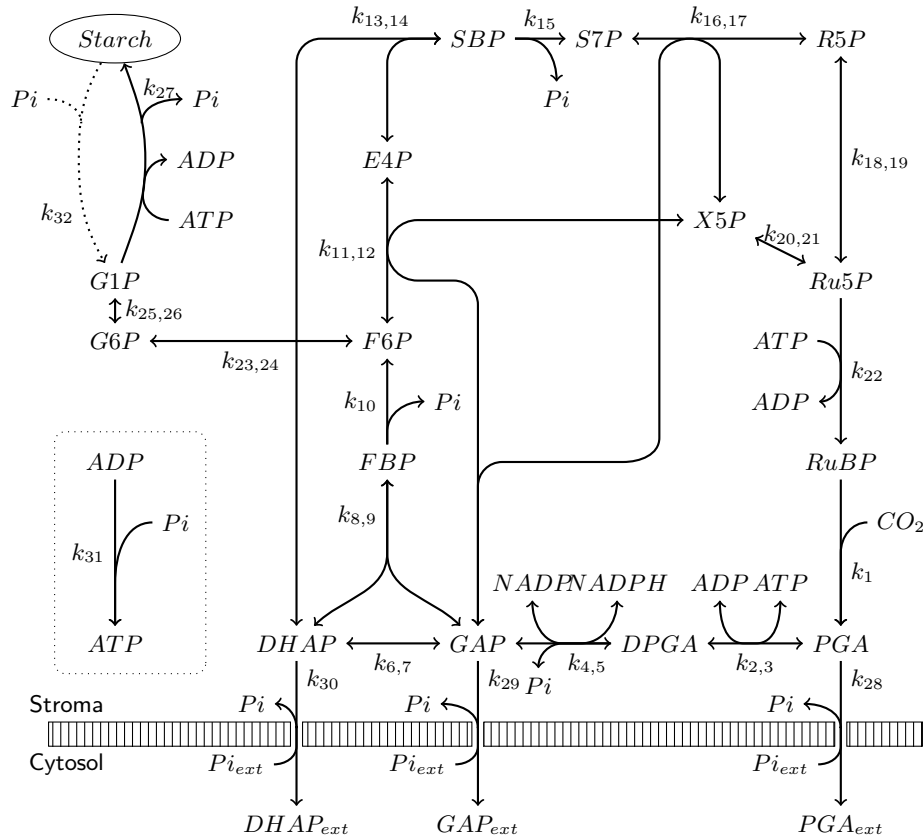 k13,14
k15
k16,17
Starch
SBP
S7P
R5P
k27
Pi
Pi
Pi
E4P
ADP
k18,19
k32
ATP
X5P
k20,21
k11,12
G1P
Ru5P
k25,26
G6P
F6P
ATP
k23,24
k22
k10
Pi
ADP
ADP
FBP
RuBP
k8,9
Pi
CO2
k31
k1
NADP
NADPH
ADP
ATP
ATP
DHAP
GAP
DPGA
PGA
k6,7
k4,5
k2,3
k30
k29
Pi
k28
Stroma
Pi
Pi
Pi
Cytosol
Piext
Piext
Piext
DHAPext
GAPext
PGAext